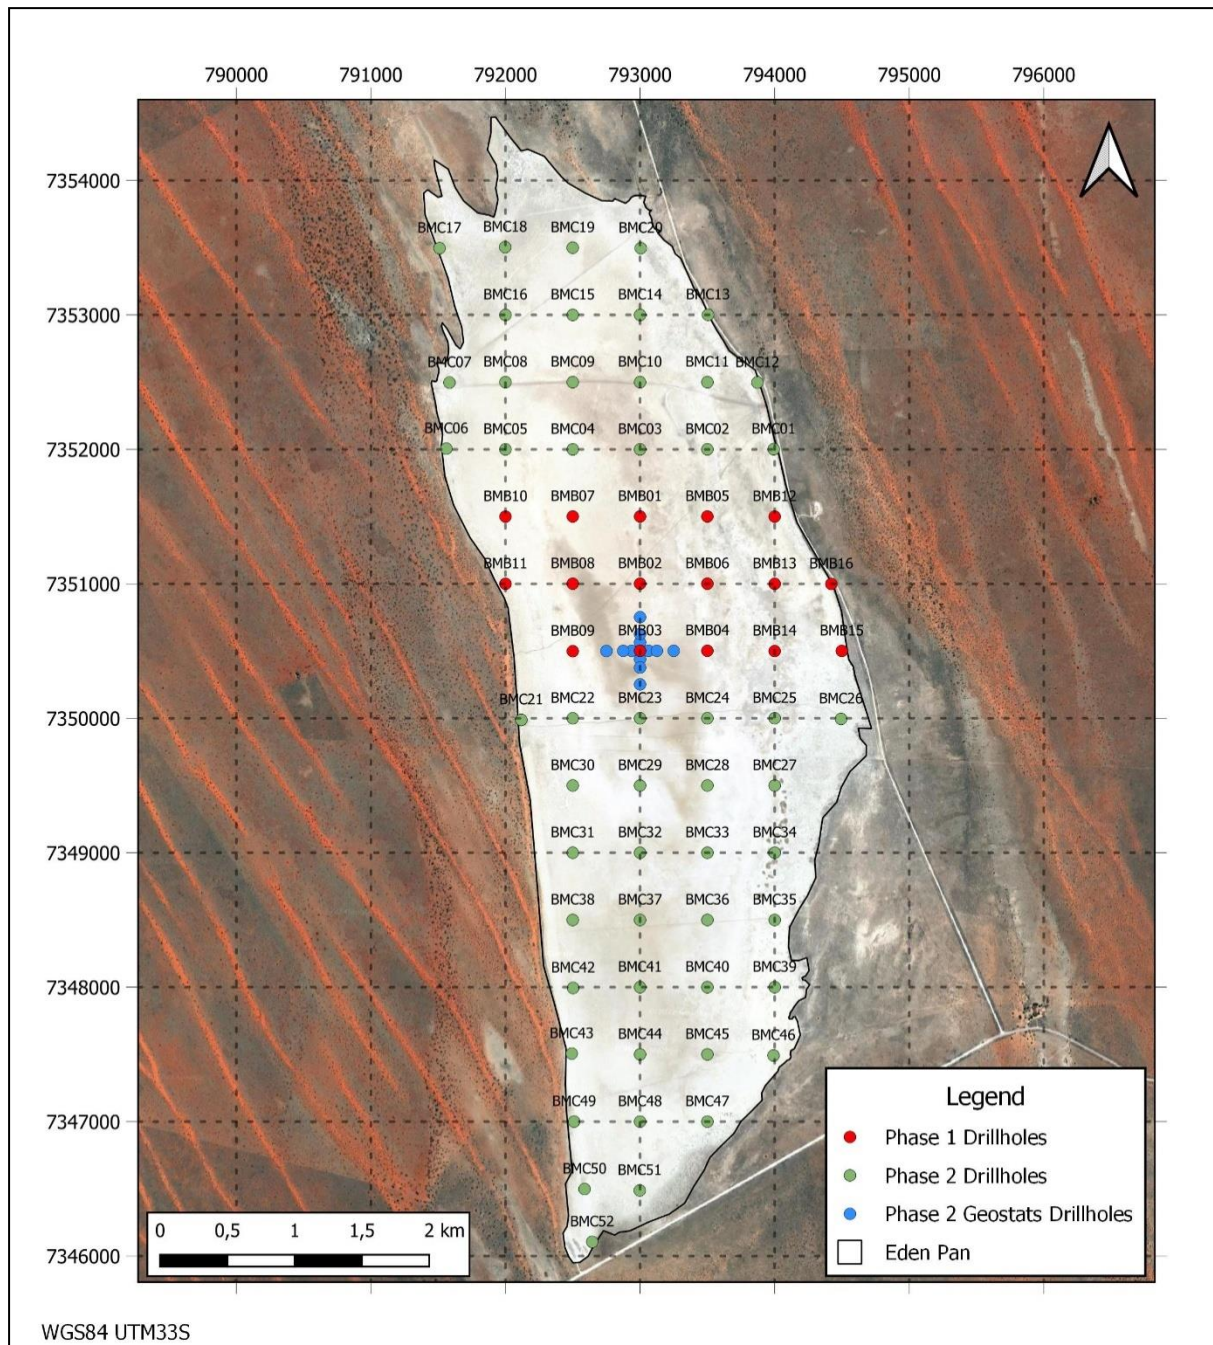 790000 791000 792000 793000 794000 795000 796000
7354000
BMC17 BMC18 BMC19 BMC20
BMC16 BMC15 BMC14 BMC13
7353000
BMC07 BMC08 BMC09 BMC10 BMC11 BMC12
BMC06 BMC05 BMC04 BMC03 BMC02 BMC01
7352000
BMB10 BMB07 BMB01 BMB05 BMB12
BMB11 BMB08 BMB02 BMB06 BMB13 BMB16
7351000
BMB09 BMB03 BMB04 BMB14 BMB15
BMC21 BMC22 BMC23 BMC24 BMC25 BMC26
7350000
BMC30 BMC29 BMC28 BMC27
BMC31 BMC32 BMC33 BMC34
7349000
BMC38 BMC37 BMC36 BMC35
BMC42 BMC41 BMC40 BMC39
7348000
BMC43 BMC44 BMC45 BMC46
BMC49 BMC48 BMC47
7347000
BMC50 BMC51
BMC52
7346000
Legend
Phase 1 Drillholes
Phase 2 Drillholes
Phase 2 Geostats Drillholes
Eden Pan
0 0,5 1 1,5 2 km
WGS84 UTM33S